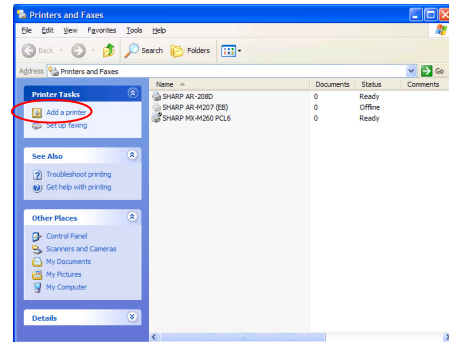 Printers and Faxes
File Edit View Favorites Tools Help
Back Search Folders
Address Printers and Faxes Go
Name Documents Status Comments
Printer Tasks
Add a printer
Set up faxing
SHARP AR-208D 0 Ready
SHARP AR-M207 (EB) 0 Offline
SHARP MX-M260 PCL6 0 Ready
See Also
Troubleshoot printing
Get help with printing
Other Places
Control Panel
Scanners and Cameras
My Documents
My Pictures
My Computer
Details